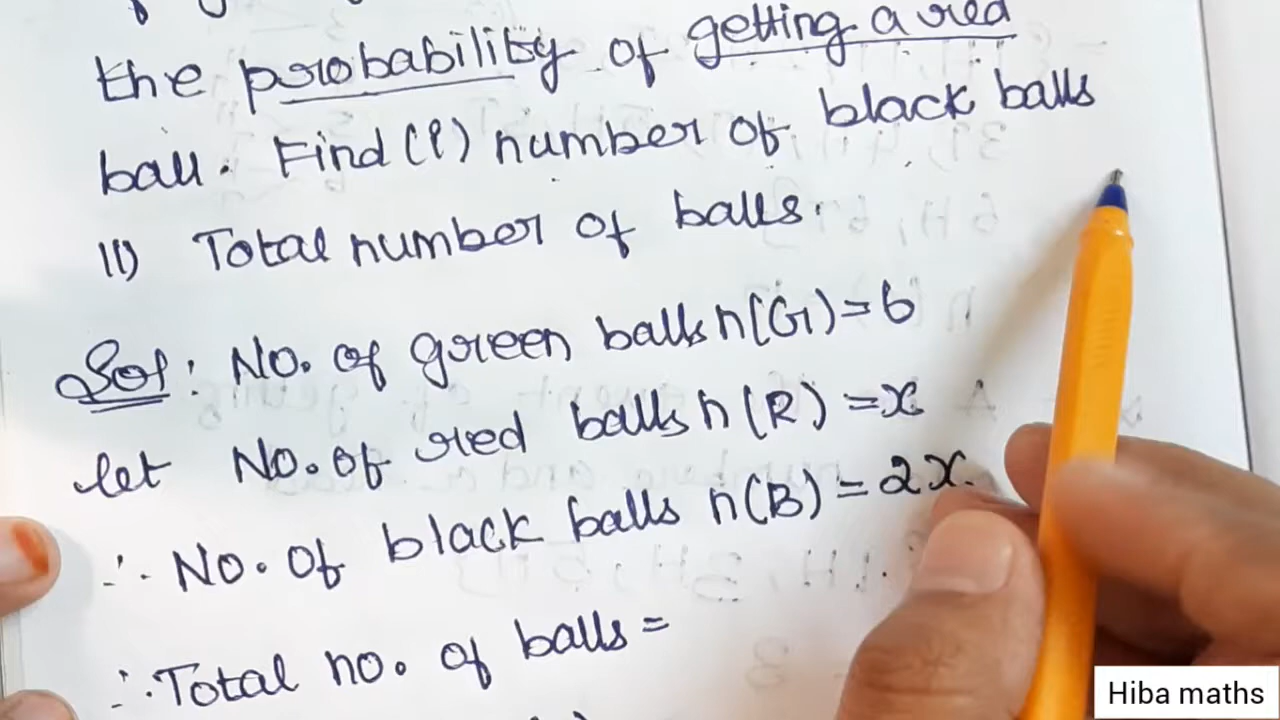 the probability of getting a red
ball. Find (i) number of black balls
ii) Total number of balls.
Sol: No. of green balls n(G)=6
let No. of red balls n(R) =x
∴ No. of black balls n(B) = 2x.
∴ Total no. of balls =
Hiba maths